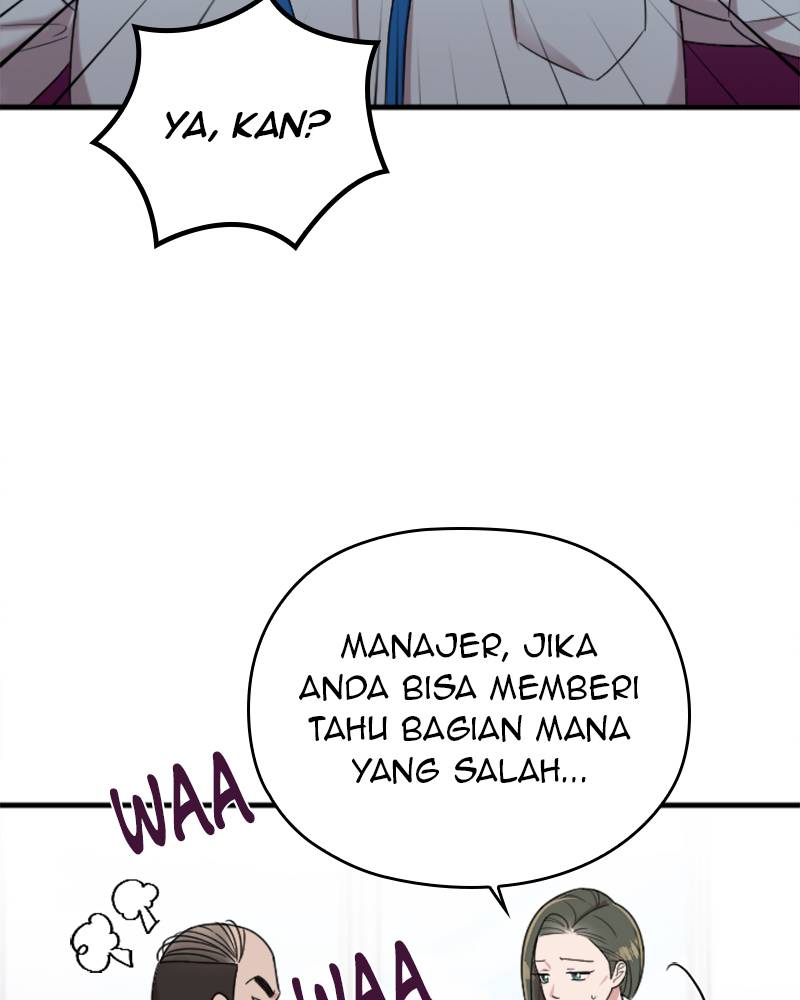 YA, KAN?
MANAJER, JIKA
ANDA BISA MEMBERI
TAHU BAGIAN MANA
YANG SALAH...
WAA
WAA